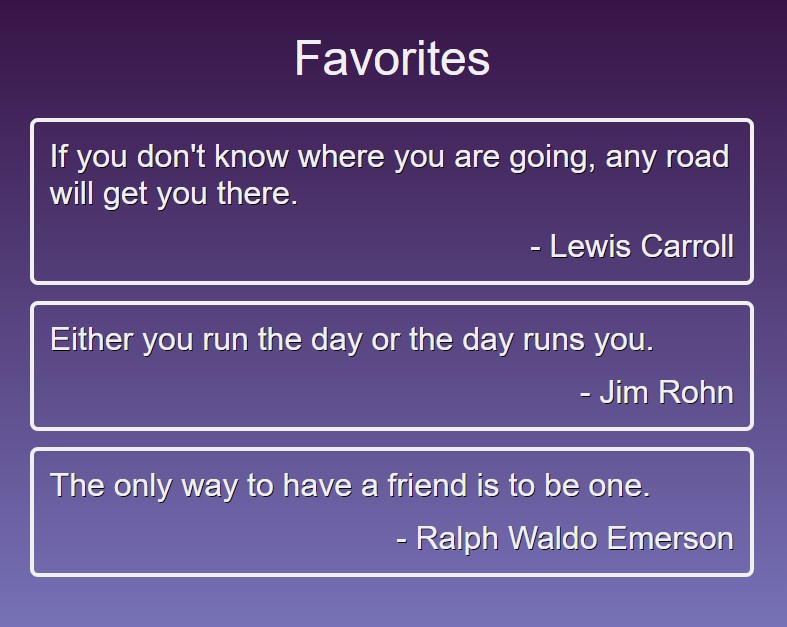 Favorites
If you don't know where you are going, any road
will get you there.
- Lewis Carroll
Either you run the day or the day runs you.
- Jim Rohn
The only way to have a friend is to be one.
- Ralph Waldo Emerson